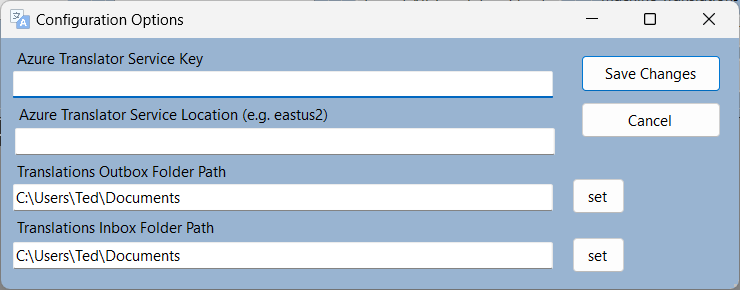 Configuration Options
Azure Translator Service Key
Save Changes
Azure Translator Service Location (e.g. eastus2)
Cancel
Translations Outbox Folder Path
C:\Users\Ted\Documents
set
Translations Inbox Folder Path
C:\Users\Ted\Documents
set